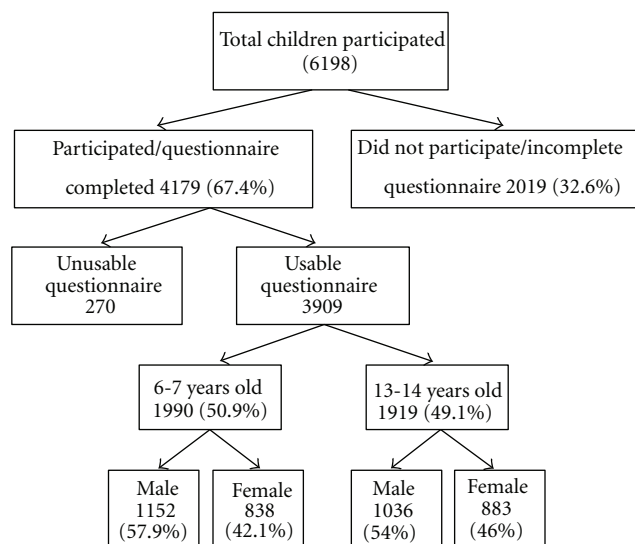 Total children participated
(6198)
Participated/questionnaire
completed 4179 (67.4%)
Did not participate/incomplete
questionnaire 2019 (32.6%)
Unusable
questionnaire
270
Usable
questionnaire
3909
6-7 years old
1990 (50.9%)
13-14 years old
1919 (49.1%)
Male
1152
(57.9%)
Female
838
(42.1%)
Male
1036
(54%)
Female
883
(46%)